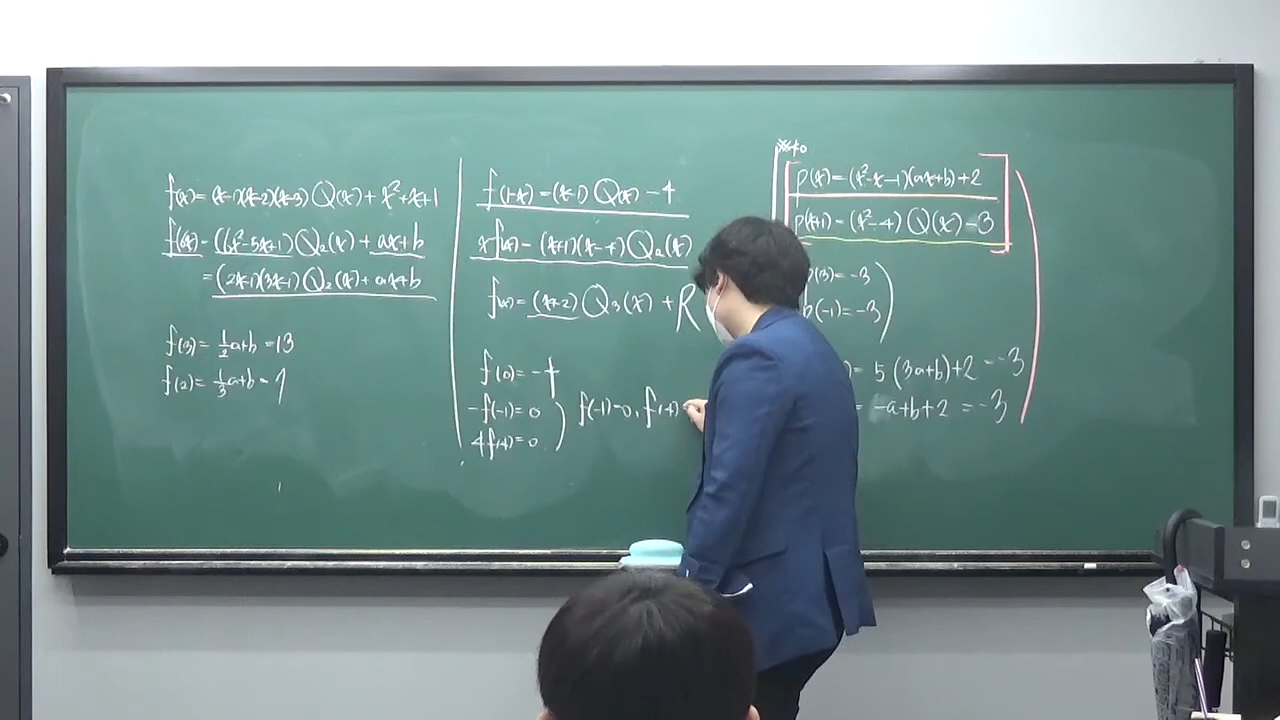 f(x)=(x-1)(x-2)(x-3)Q(x)+x²+x+1
f(x)=(6x²-5x+1)Q₂(x)+ax+b
=(2x-1)(3x-1)Q₂(x)+ax+b
f(3)=½a+b=13
f(2)=⅓a+b=7
f(1-x)=(x-1)Q(x)-4
xf(x)=(x+1)(x-4)Q₂(x)
f(x)=(x+2)Q₃(x)+R
f(0)=-4
-f(-1)=0
4f(4)=0
f(-1)=0, f(4)=
P(x)=(x²-x-1)(ax+b)+2
P(x+1)=(x²-4)Q(x)-3
(3)=-3
(-1)=-3
=5(3a+b)+2=-3
=-a+b+2=-3